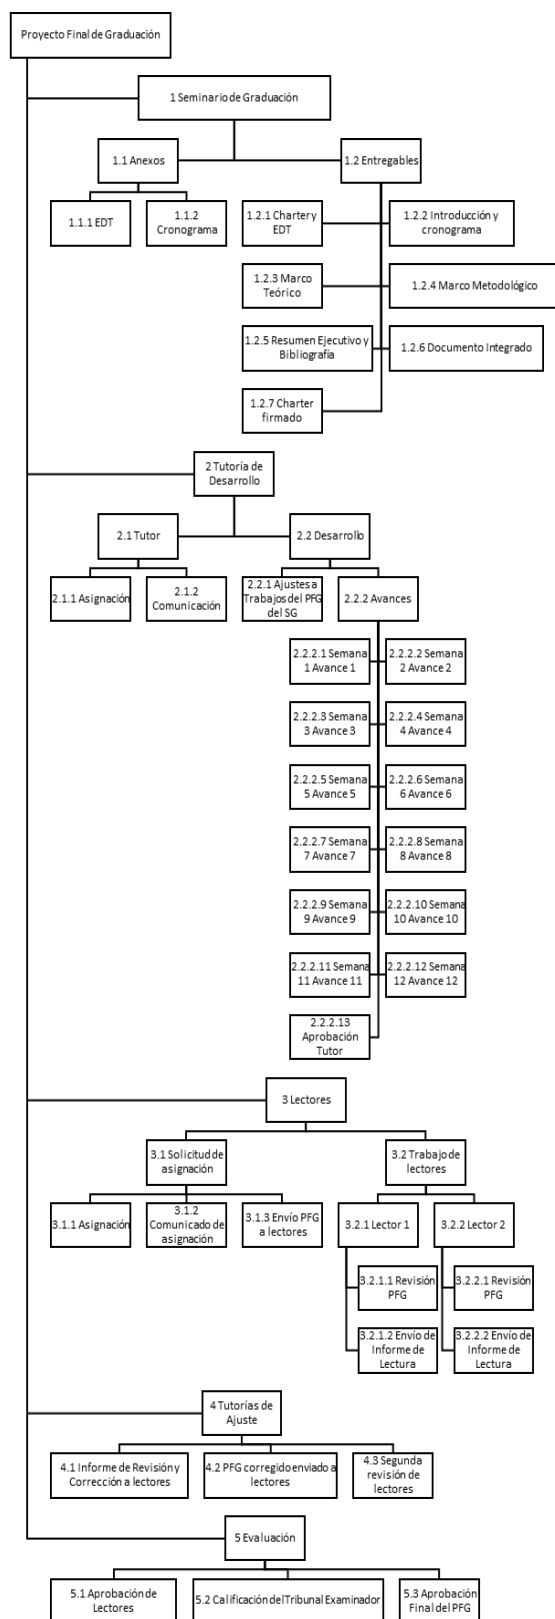 Proyecto Final de Graduación
1 Seminario de Graduación
1.1 Anexos
1.2 Entregables
1.1.1 EDT
1.1.2
Cronograma
1.2.1 Charter y
EDT
1.2.2 Introducción y
cronograma
1.2.3 Marco
Teórico
1.2.4 Marco Metodológico
1.2.5 Resumen Ejecutivo y
Bibliografía
1.2.6 Documento Integrado
1.2.7 Charter
firmado
2 Tutoría de
Desarrollo
2.1 Tutor
2.2 Desarrollo
2.1.1 Asignación
2.1.2
Comunicación
2.2.1 Ajustes a
Trabajos del PFG
del SG
2.2.2 Avances
2.2.2.1 Semana
1 Avance 1
2.2.2.2 Semana
2 Avance 2
2.2.2.3 Semana
3 Avance 3
2.2.2.4 Semana
4 Avance 4
2.2.2.5 Semana
5 Avance 5
2.2.2.6 Semana
6 Avance 6
2.2.2.7 Semana
7 Avance 7
2.2.2.8 Semana
8 Avance 8
2.2.2.9 Semana
9 Avance 9
2.2.2.10 Semana
10 Avance 10
2.2.2.11 Semana
11 Avance 11
2.2.2.12 Semana
12 Avance 12
2.2.2.13
Aprobación
Tutor
3 Lectores
3.1 Solicitud de
asignación
3.2 Trabajo de
lectores
3.1.1 Asignación
3.1.2
Comunicado de
asignación
3.1.3 Envío PFG
a lectores
3.2.1 Lector 1
3.2.2 Lector 2
3.2.1.1 Revisión
PFG
3.2.2.1 Revisión
PFG
3.2.1.2 Envío de
Informe de
Lectura
3.2.2.2 Envío de
Informe de
Lectura
4 Tutorías de
Ajuste
4.1 Informe de Revisión y
Corrección a lectores
4.2 PFG corregido enviado a
lectores
4.3 Segunda
revisión de
lectores
5 Evaluación
5.1 Aprobación de
Lectores
5.2 Calificación del Tribunal Examinador
5.3 Aprobación
Final del PFG